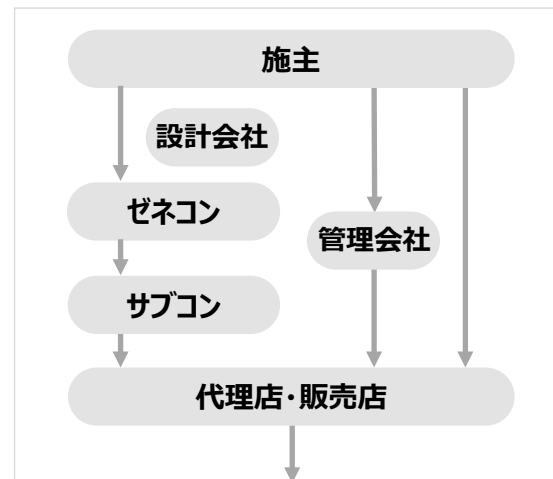 施主
設計会社
ゼネコン
管理会社
サブコン
代理店･販売店